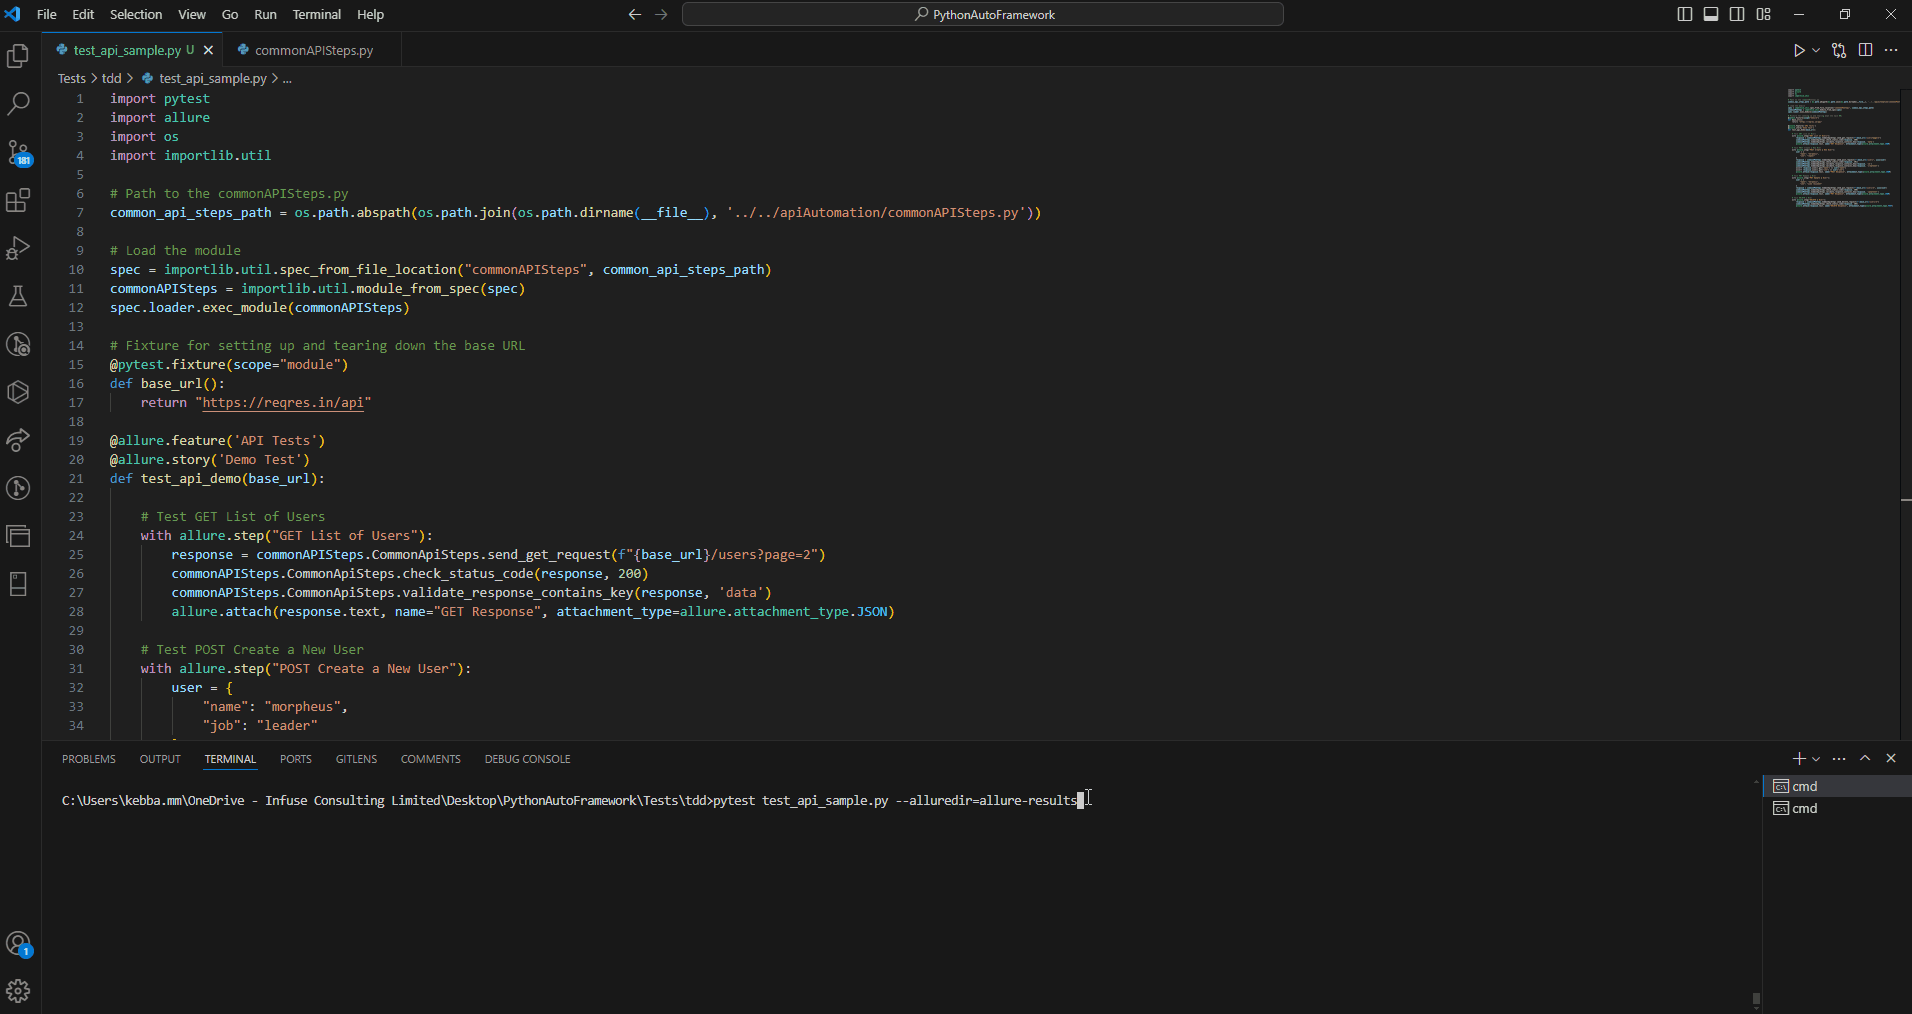 File Edit Selection View Go Run Terminal Help
PythonAutoFramework
test_api_sample.py U
commonAPISteps.py
Tests > tdd > test_api_sample.py > ...
1 import pytest
2 import allure
3 import os
4 import importlib.util
5
6 # Path to the commonAPISteps.py
7 common_api_steps_path = os.path.abspath(os.path.join(os.path.dirname(__file__), '../../apiAutomation/commonAPISteps.py'))
8
9 # Load the module
10 spec = importlib.util.spec_from_file_location("commonAPISteps", common_api_steps_path)
11 commonAPISteps = importlib.util.module_from_spec(spec)
12 spec.loader.exec_module(commonAPISteps)
13
14 # Fixture for setting up and tearing down the base URL
15 @pytest.fixture(scope="module")
16 def base_url():
17 return "https://reqres.in/api"
18
19 @allure.feature('API Tests')
20 @allure.story('Demo Test')
21 def test_api_demo(base_url):
22
23 # Test GET List of Users
24 with allure.step("GET List of Users"):
25 response = commonAPISteps.CommonApiSteps.send_get_request(f"{base_url}/users?page=2")
26 commonAPISteps.CommonApiSteps.check_status_code(response, 200)
27 commonAPISteps.CommonApiSteps.validate_response_contains_key(response, 'data')
28 allure.attach(response.text, name="GET Response", attachment_type=allure.attachment_type.JSON)
29
30 # Test POST Create a New User
31 with allure.step("POST Create a New User"):
32 user = {
33 "name": "morpheus",
34 "job": "leader"
181
1
PROBLEMS OUTPUT TERMINAL PORTS GITLENS COMMENTS DEBUG CONSOLE
C:\Users\kebba.mm\OneDrive - Infuse Consulting Limited\Desktop\PythonAutoFramework\Tests\tdd>pytest test_api_sample.py --alluredir=allure-results
cmd
cmd